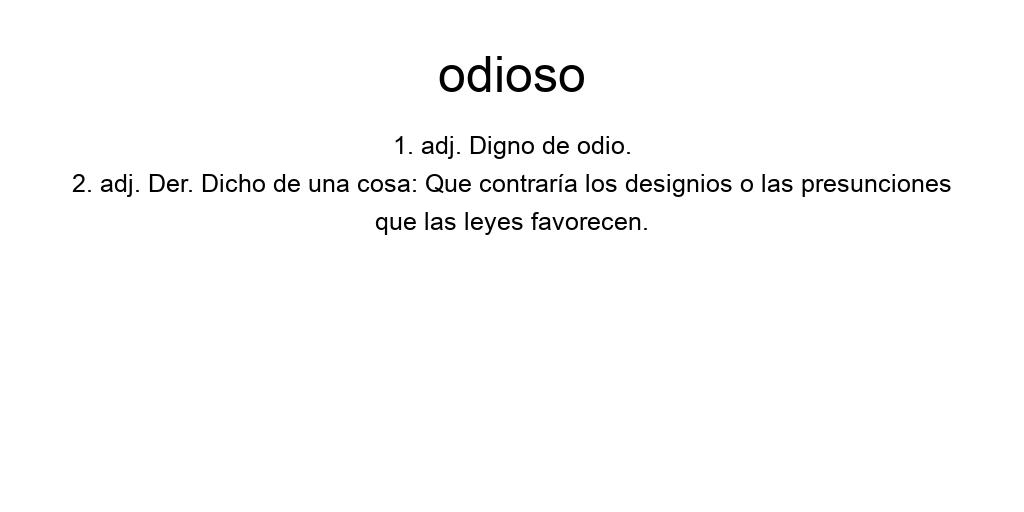 odioso
1. adj. Digno de odio.
2. adj. Der. Dicho de una cosa: Que contraría los designios o las presunciones
que las leyes favorecen.